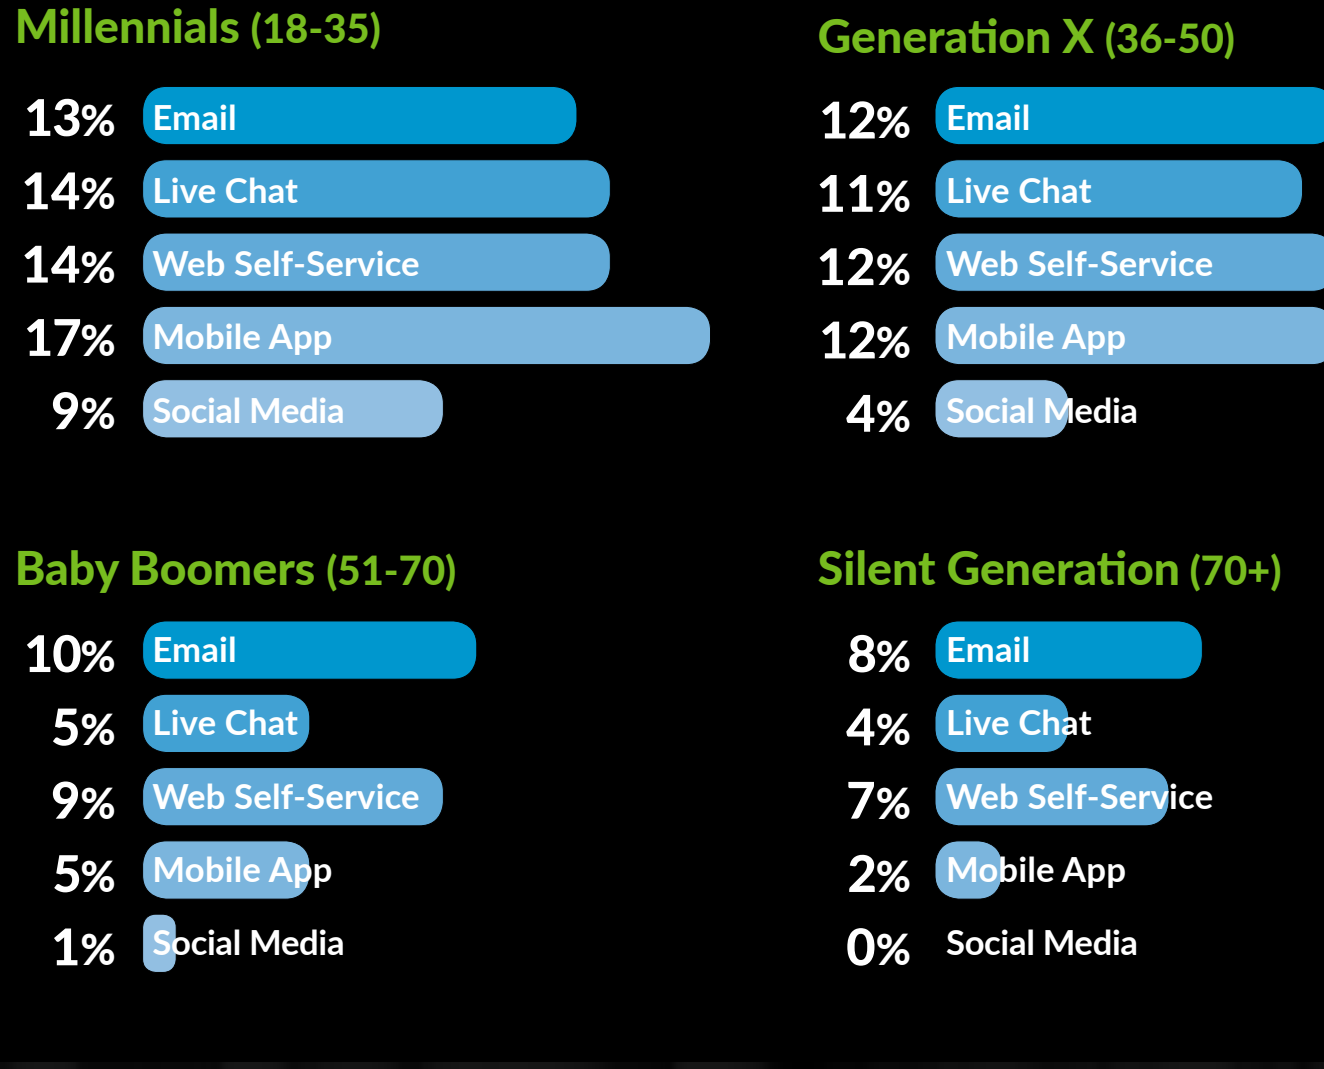 Millennials (18-35)
13% Email
14% Live Chat
14% Web Self-Service
17% Mobile App
9% Social Media
Generation X (36-50)
12% Email
11% Live Chat
12% Web Self-Service
12% Mobile App
4% Social Media
Baby Boomers (51-70)
10% Email
5% Live Chat
9% Web Self-Service
5% Mobile App
1% Social Media
Silent Generation (70+)
8% Email
4% Live Chat
7% Web Self-Service
2% Mobile App
0% Social Media